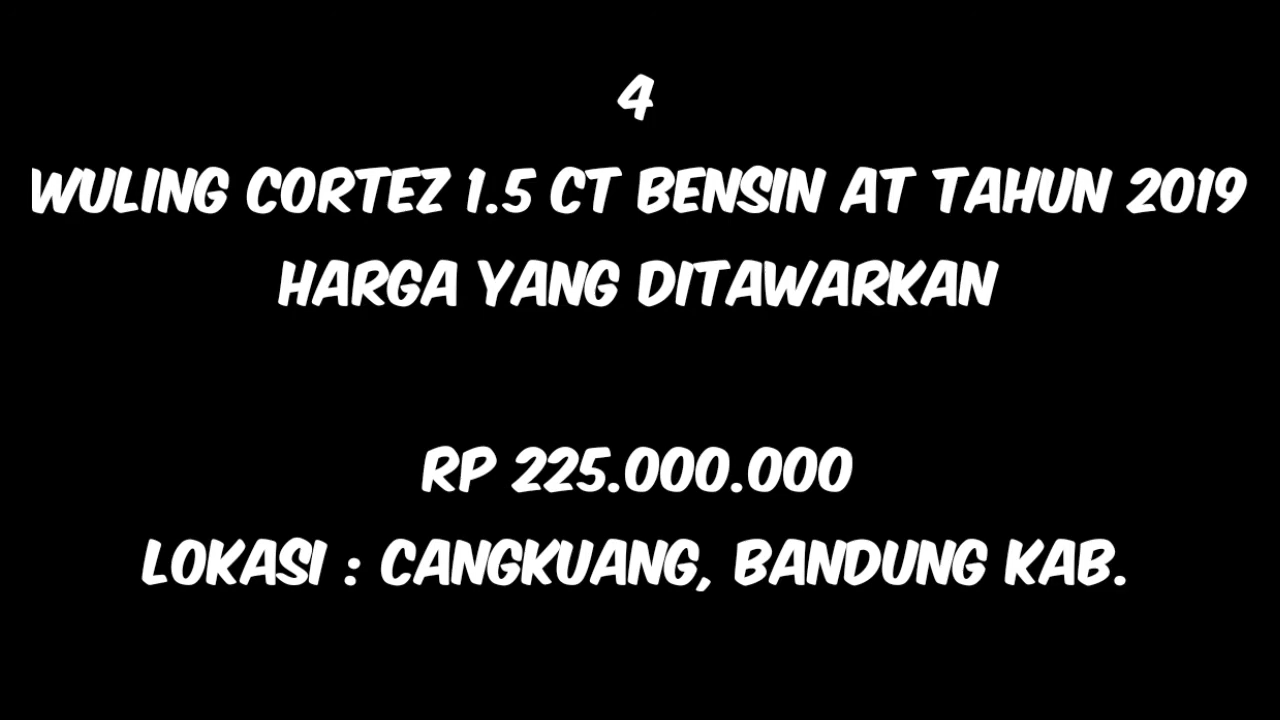 4
WULING CORTEZ 1.5 CT BENSIN AT TAHUN 2019
HARGA YANG DITAWARKAN
RP 225.000.000
LOKASI : CANGKUANG, BANDUNG KAB.